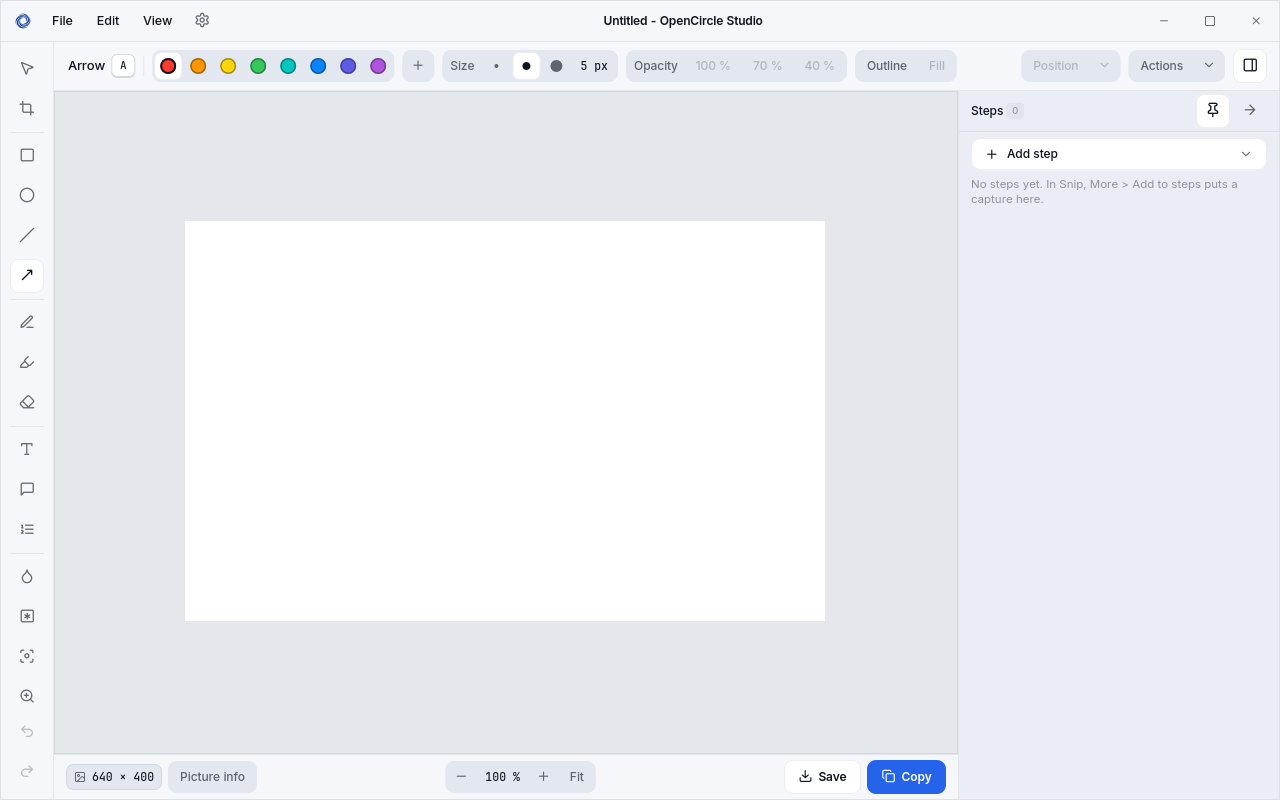 File Edit View
Untitled - OpenCircle Studio
Arrow A
Size 5 px
Opacity 100 % 70 % 40 %
Outline Fill
Position
Actions
Steps 0
Add step
No steps yet. In Snip, More > Add to steps puts a
capture here.
640 × 400
Picture info
100 %
Fit
Save
Copy